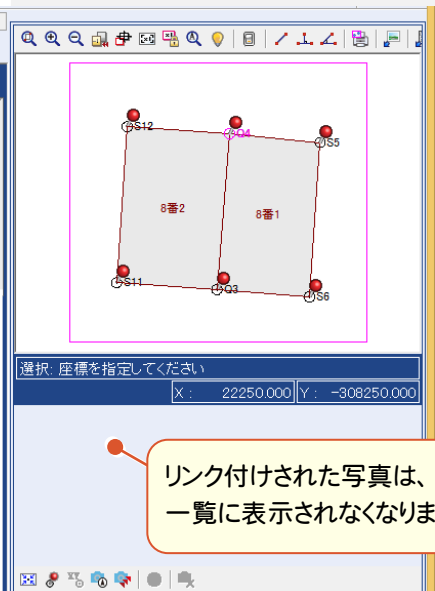 S12
Q4
S5
8番2
8番1
S11
Q3
S6
選択: 座標を指定してください
X : 22250.000 Y : -308250.000
リンク付けされた写真は、
一覧に表示されなくなりま